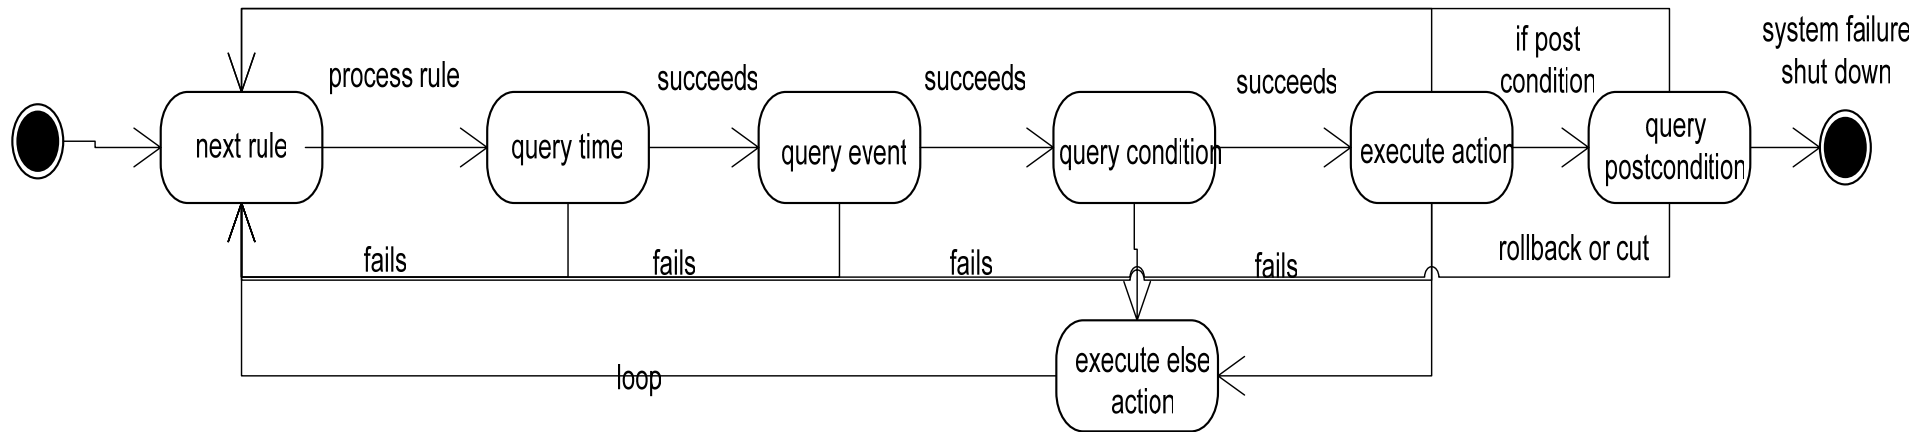 system failure
shut down
if post
condition
process rule
succeeds
succeeds
succeeds
next rule
query time
query event
query condition
execute action
query
postcondition
fails
fails
fails
fails
rollback or cut
execute else
action
loop